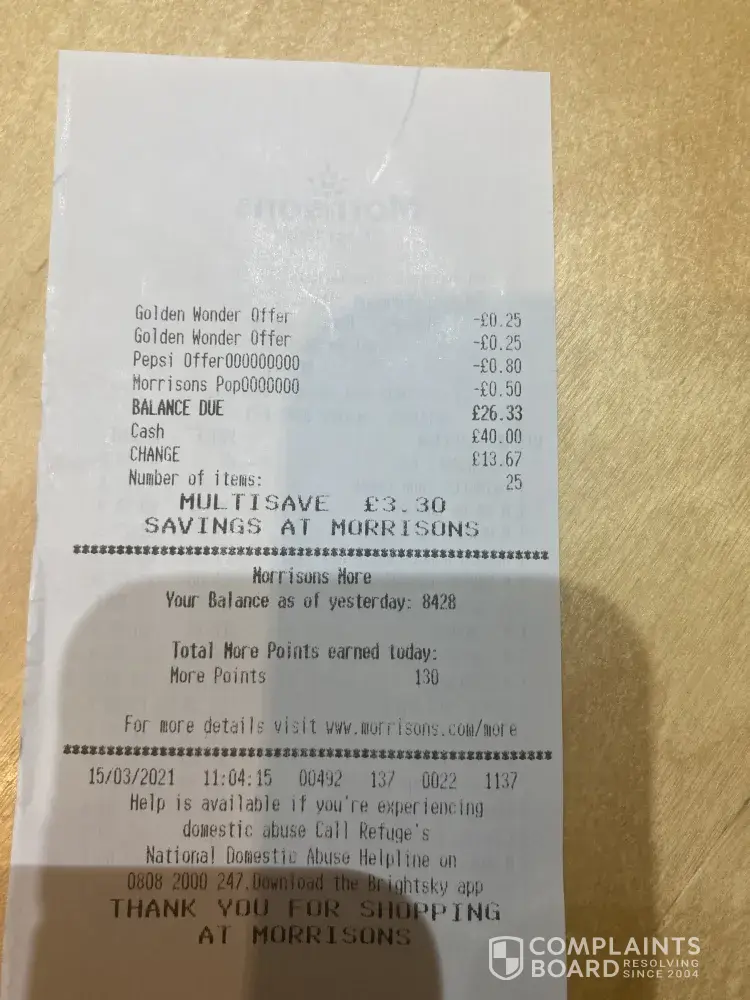 Golden Wonder Offer -£0.25
Golden Wonder Offer -£0.25
Pepsi Offer000000000 -£0.80
Morrisons Pop0000000 -£0.50
BALANCE DUE £26.33
Cash £40.00
CHANGE £13.67
Number of items: 25
MULTISAVE £3.30
SAVINGS AT MORRISONS
************************************************
Morrisons More
Your Balance as of yesterday: 8428
Total More Points earned today:
More Points 130
For more details visit www.morrisons.com/more
************************************************
15/03/2021 11:04:15 00492 137 0022 1137
Help is available if you're experiencing
domestic abuse Call Refuge's
National Domestic Abuse Helpline on
0808 2000 247.Download the Brightsky app
THANK YOU FOR SHOPPING
AT MORRISONS
COMPLAINTS
BOARD RESOLVING SINCE 2004